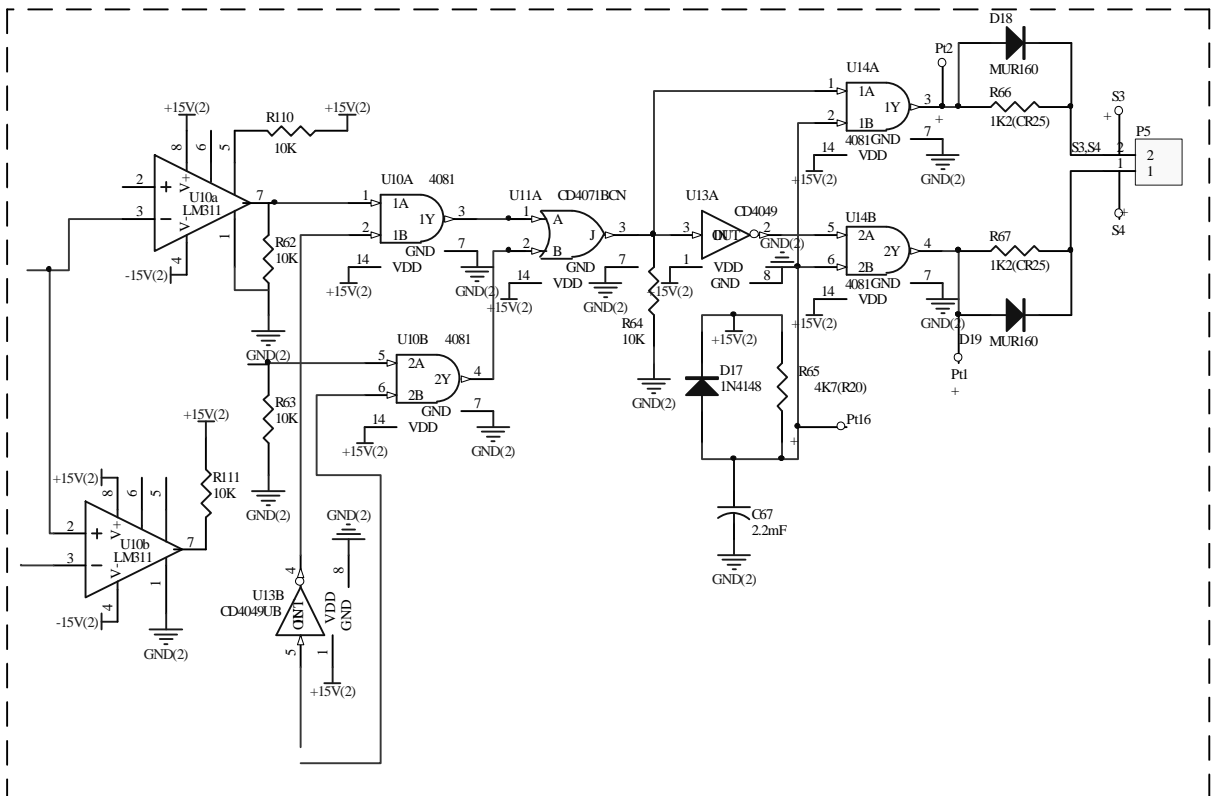 D18
Pt2
MUR160
U14A
1
1A
1Y
3
+
R66
1K2(CR25)
2
1B
GND
7
4081
14
VDD
+15V(2)
GND(2)
S3
+
P5
S3,S4
2
1
2
1
+
S4
+15V(2)
R110
10K
+15V(2)
8
6
5
2
+
V+
U10a
LM311
7
3
−
V-
1
-15V(2)
4
R62
10K
GND(2)
U10A
4081
1
1A
1Y
3
2
1B
GND
7
14
VDD
+15V(2)
GND(2)
U11A
CD4071BCN
1
A
J
3
2
B
GND
7
14
VDD
+15V(2)
GND(2)
U13A
CD4049
3
OUT
2
GND(2)
1
VDD
+15V(2)
GND
8
R64
10K
GND(2)
U14B
5
2A
2Y
4
6
2B
GND
7
4081
14
VDD
+15V(2)
GND(2)
R67
1K2(CR25)
D19
MUR160
Pt1
+
U10B
4081
5
2A
2Y
4
6
2B
GND
7
14
VDD
+15V(2)
GND(2)
R63
10K
GND(2)
+15V(2)
D17
1N4148
R65
4K7(R20)
+
Pt16
C67
2.2mF
GND(2)
+15V(2)
R111
10K
+15V(2)
8
6
5
2
+
V+
U10b
LM311
7
3
−
V-
1
4
-15V(2)
GND(2)
GND(2)
4
8
U13B
CD4049UB
OUT
VDD
GND
5
1
+15V(2)